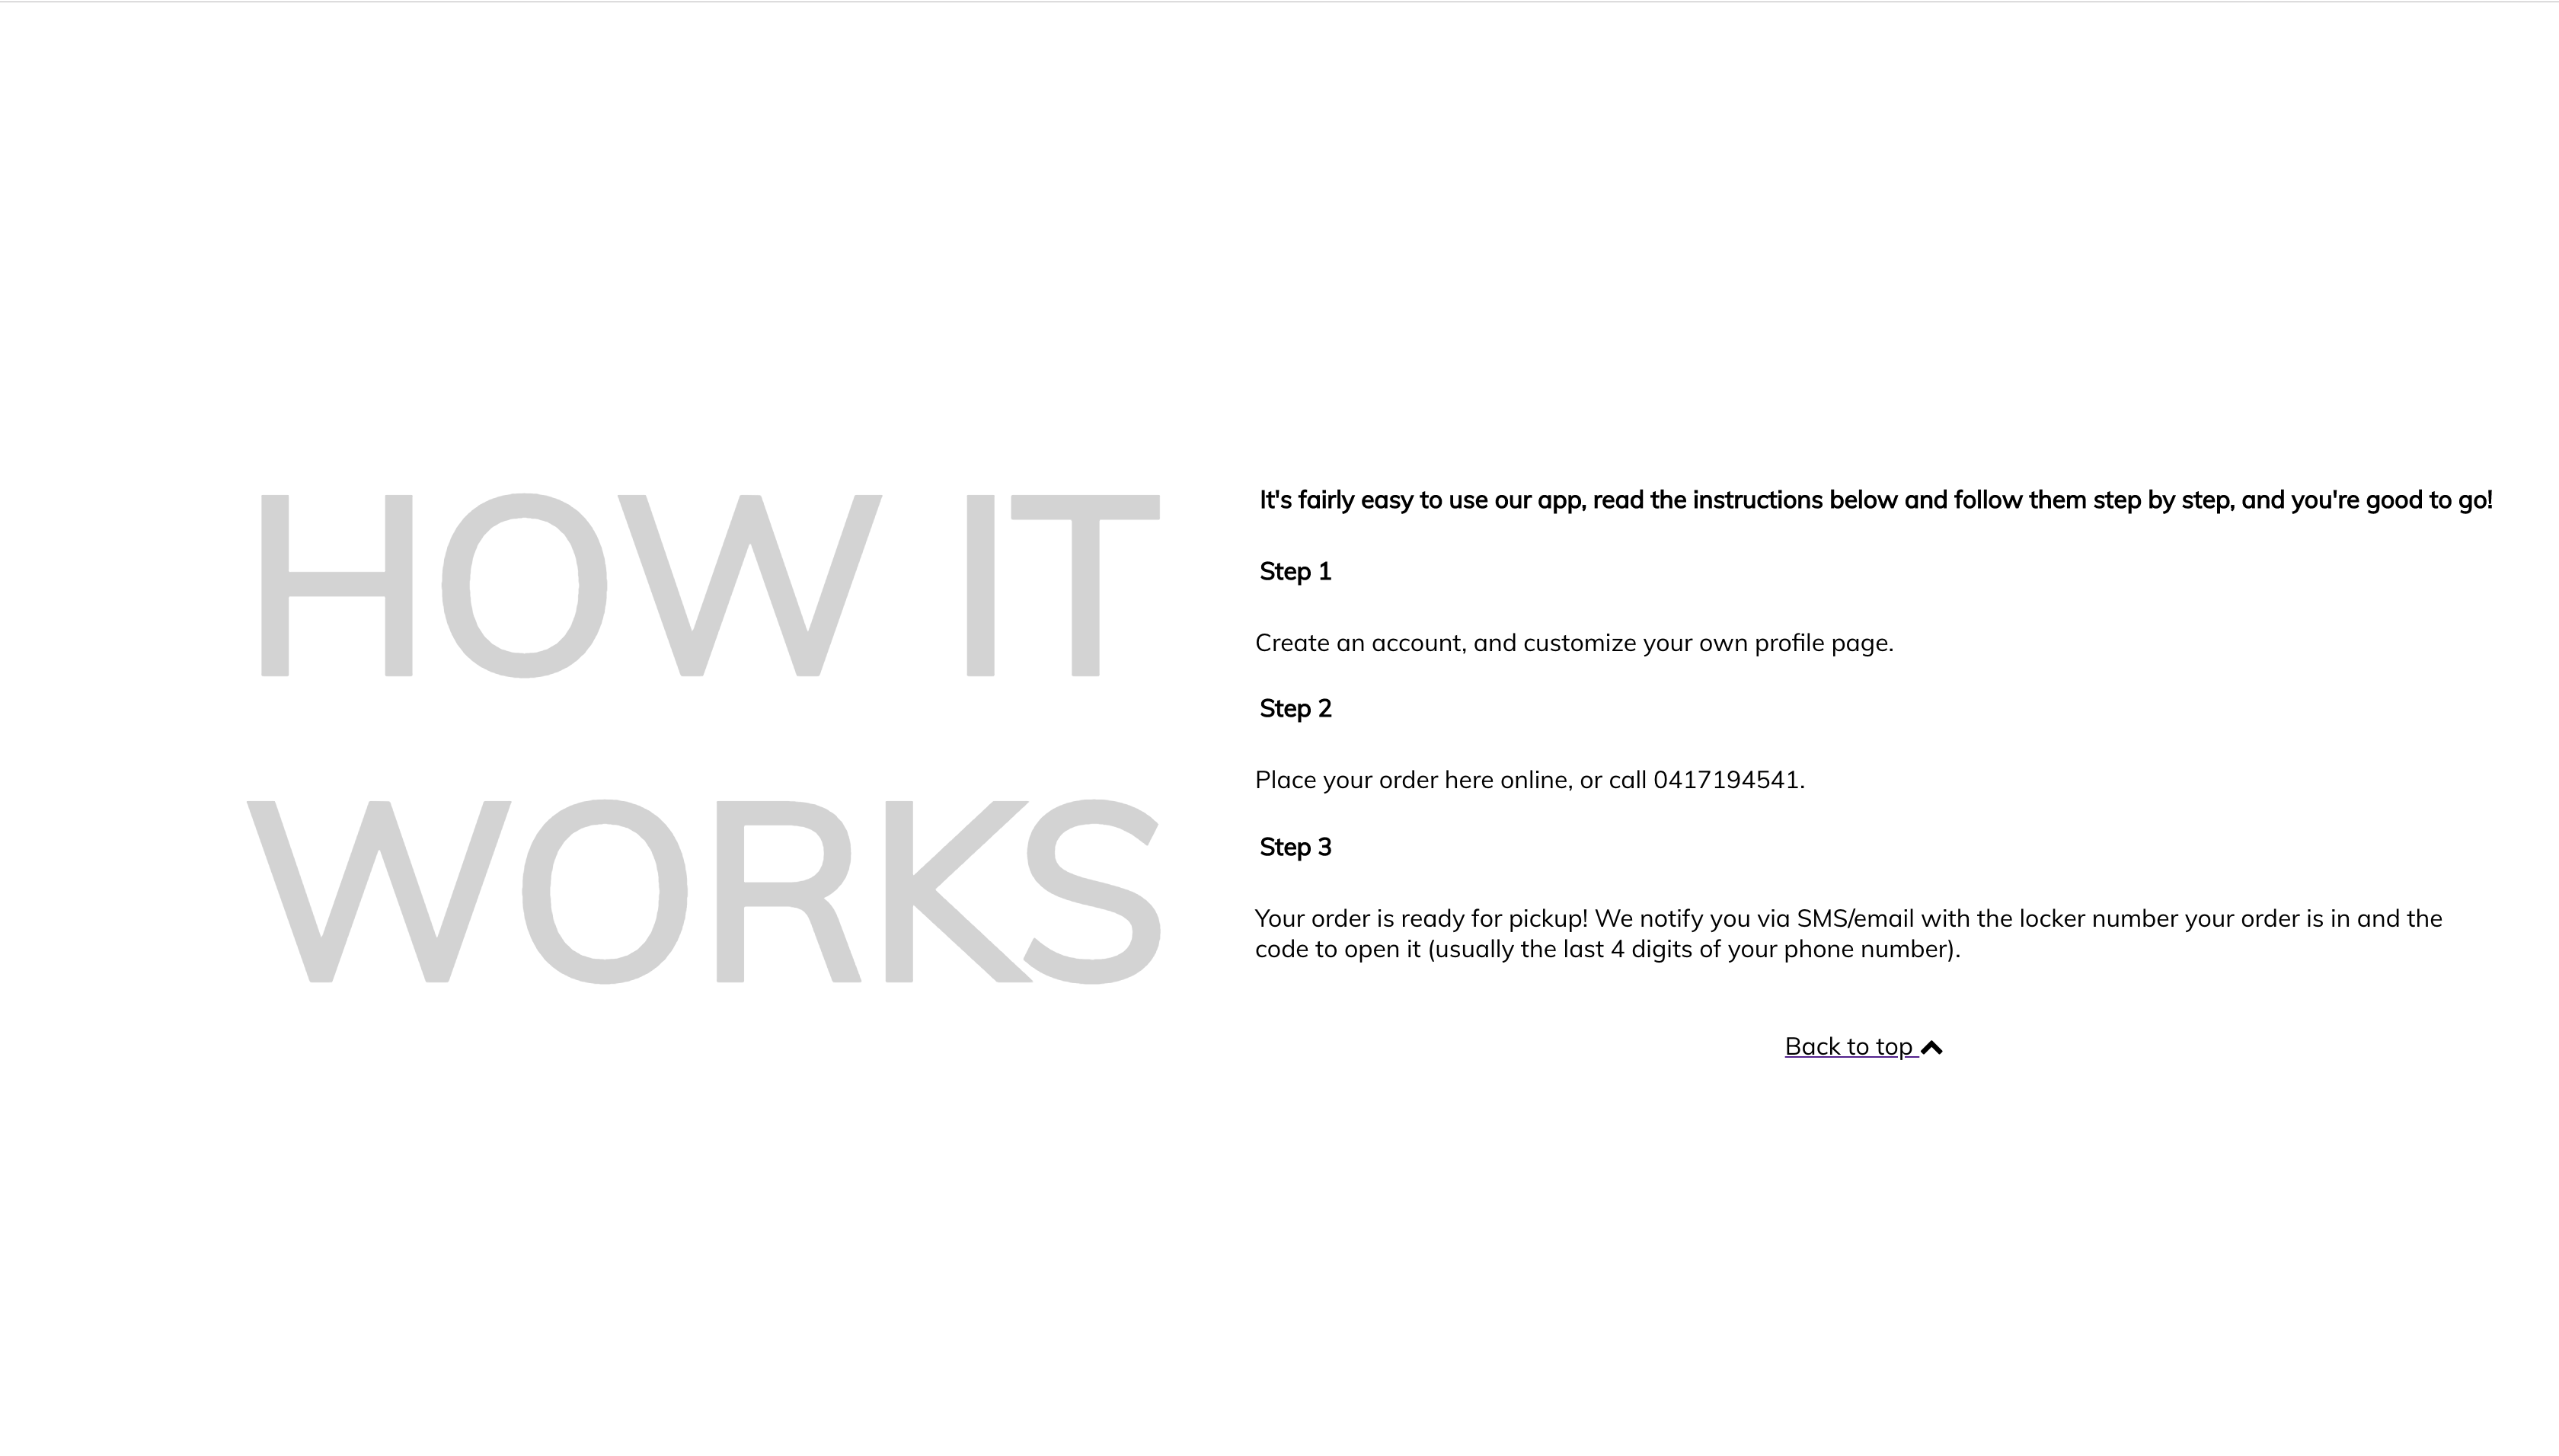 HOW IT
WORKS
It's fairly easy to use our app, read the instructions below and follow them step by step, and you're good to go!
Step 1
Create an account, and customize your own profile page.
Step 2
Place your order here online, or call 0417194541.
Step 3
Your order is ready for pickup! We notify you via SMS/email with the locker number your order is in and the
code to open it (usually the last 4 digits of your phone number).
Back to top